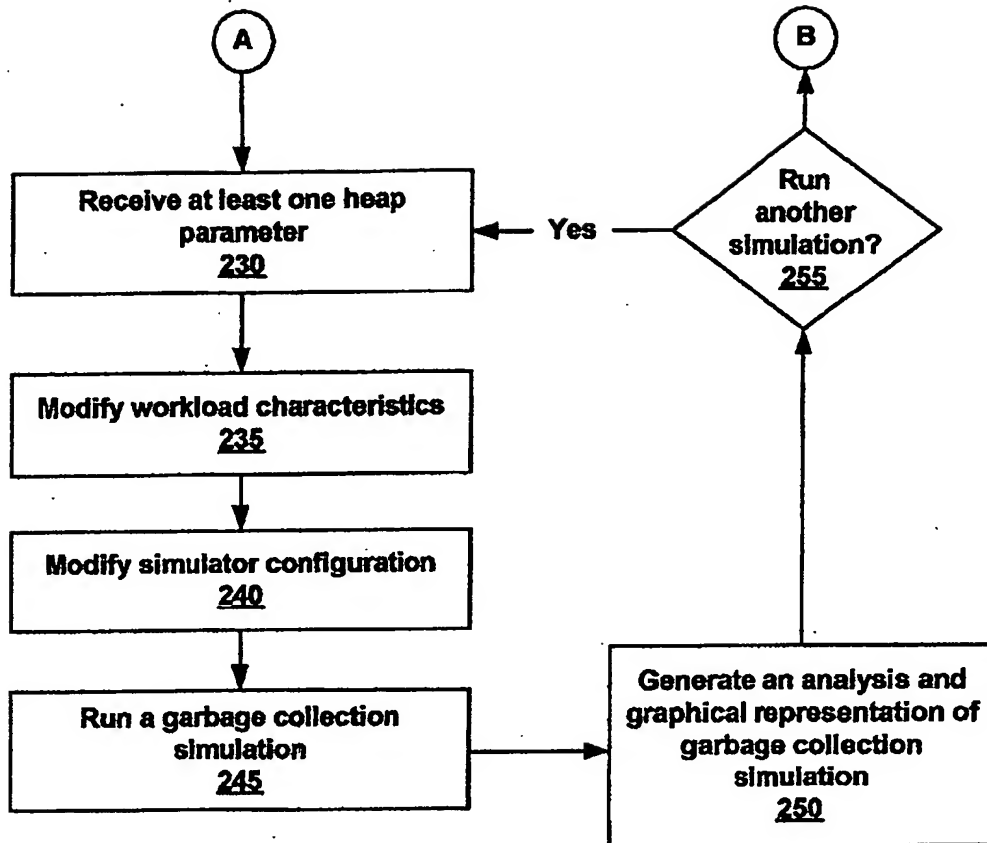 A
Receive at least one heap
parameter
230
Modify workload characteristics
235
Modify simulator configuration
240
Run a garbage collection
simulation
245
Generate an analysis and
graphical representation of
garbage collection
simulation
250
Run
another
simulation?
255
Yes
B